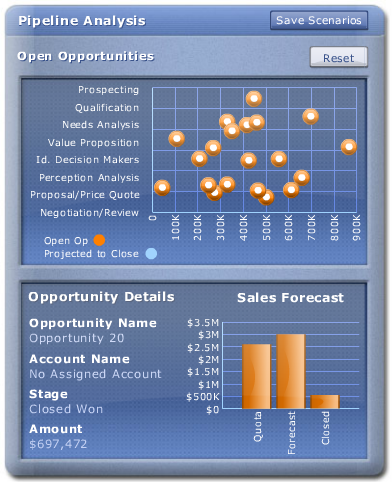 Pipeline Analysis
Save Scenarios
Open Opportunities
Reset
Prospecting
Qualification
Needs Analysis
Value Proposition
Id. Decision Makers
Perception Analysis
Proposal/Price Quote
Negotiation/Review
0 100K 200K 300K 400K 500K 600K 700K 800K 900K
Open Op
Projected to Close
Opportunity Details
Opportunity Name
Opportunity 20
Account Name
No Assigned Account
Stage
Closed Won
Amount
$697,472
Sales Forecast
$3.5M
$3M
$2.5M
$2M
$1.5M
$1M
$500K
$0
Quota Forecast Closed